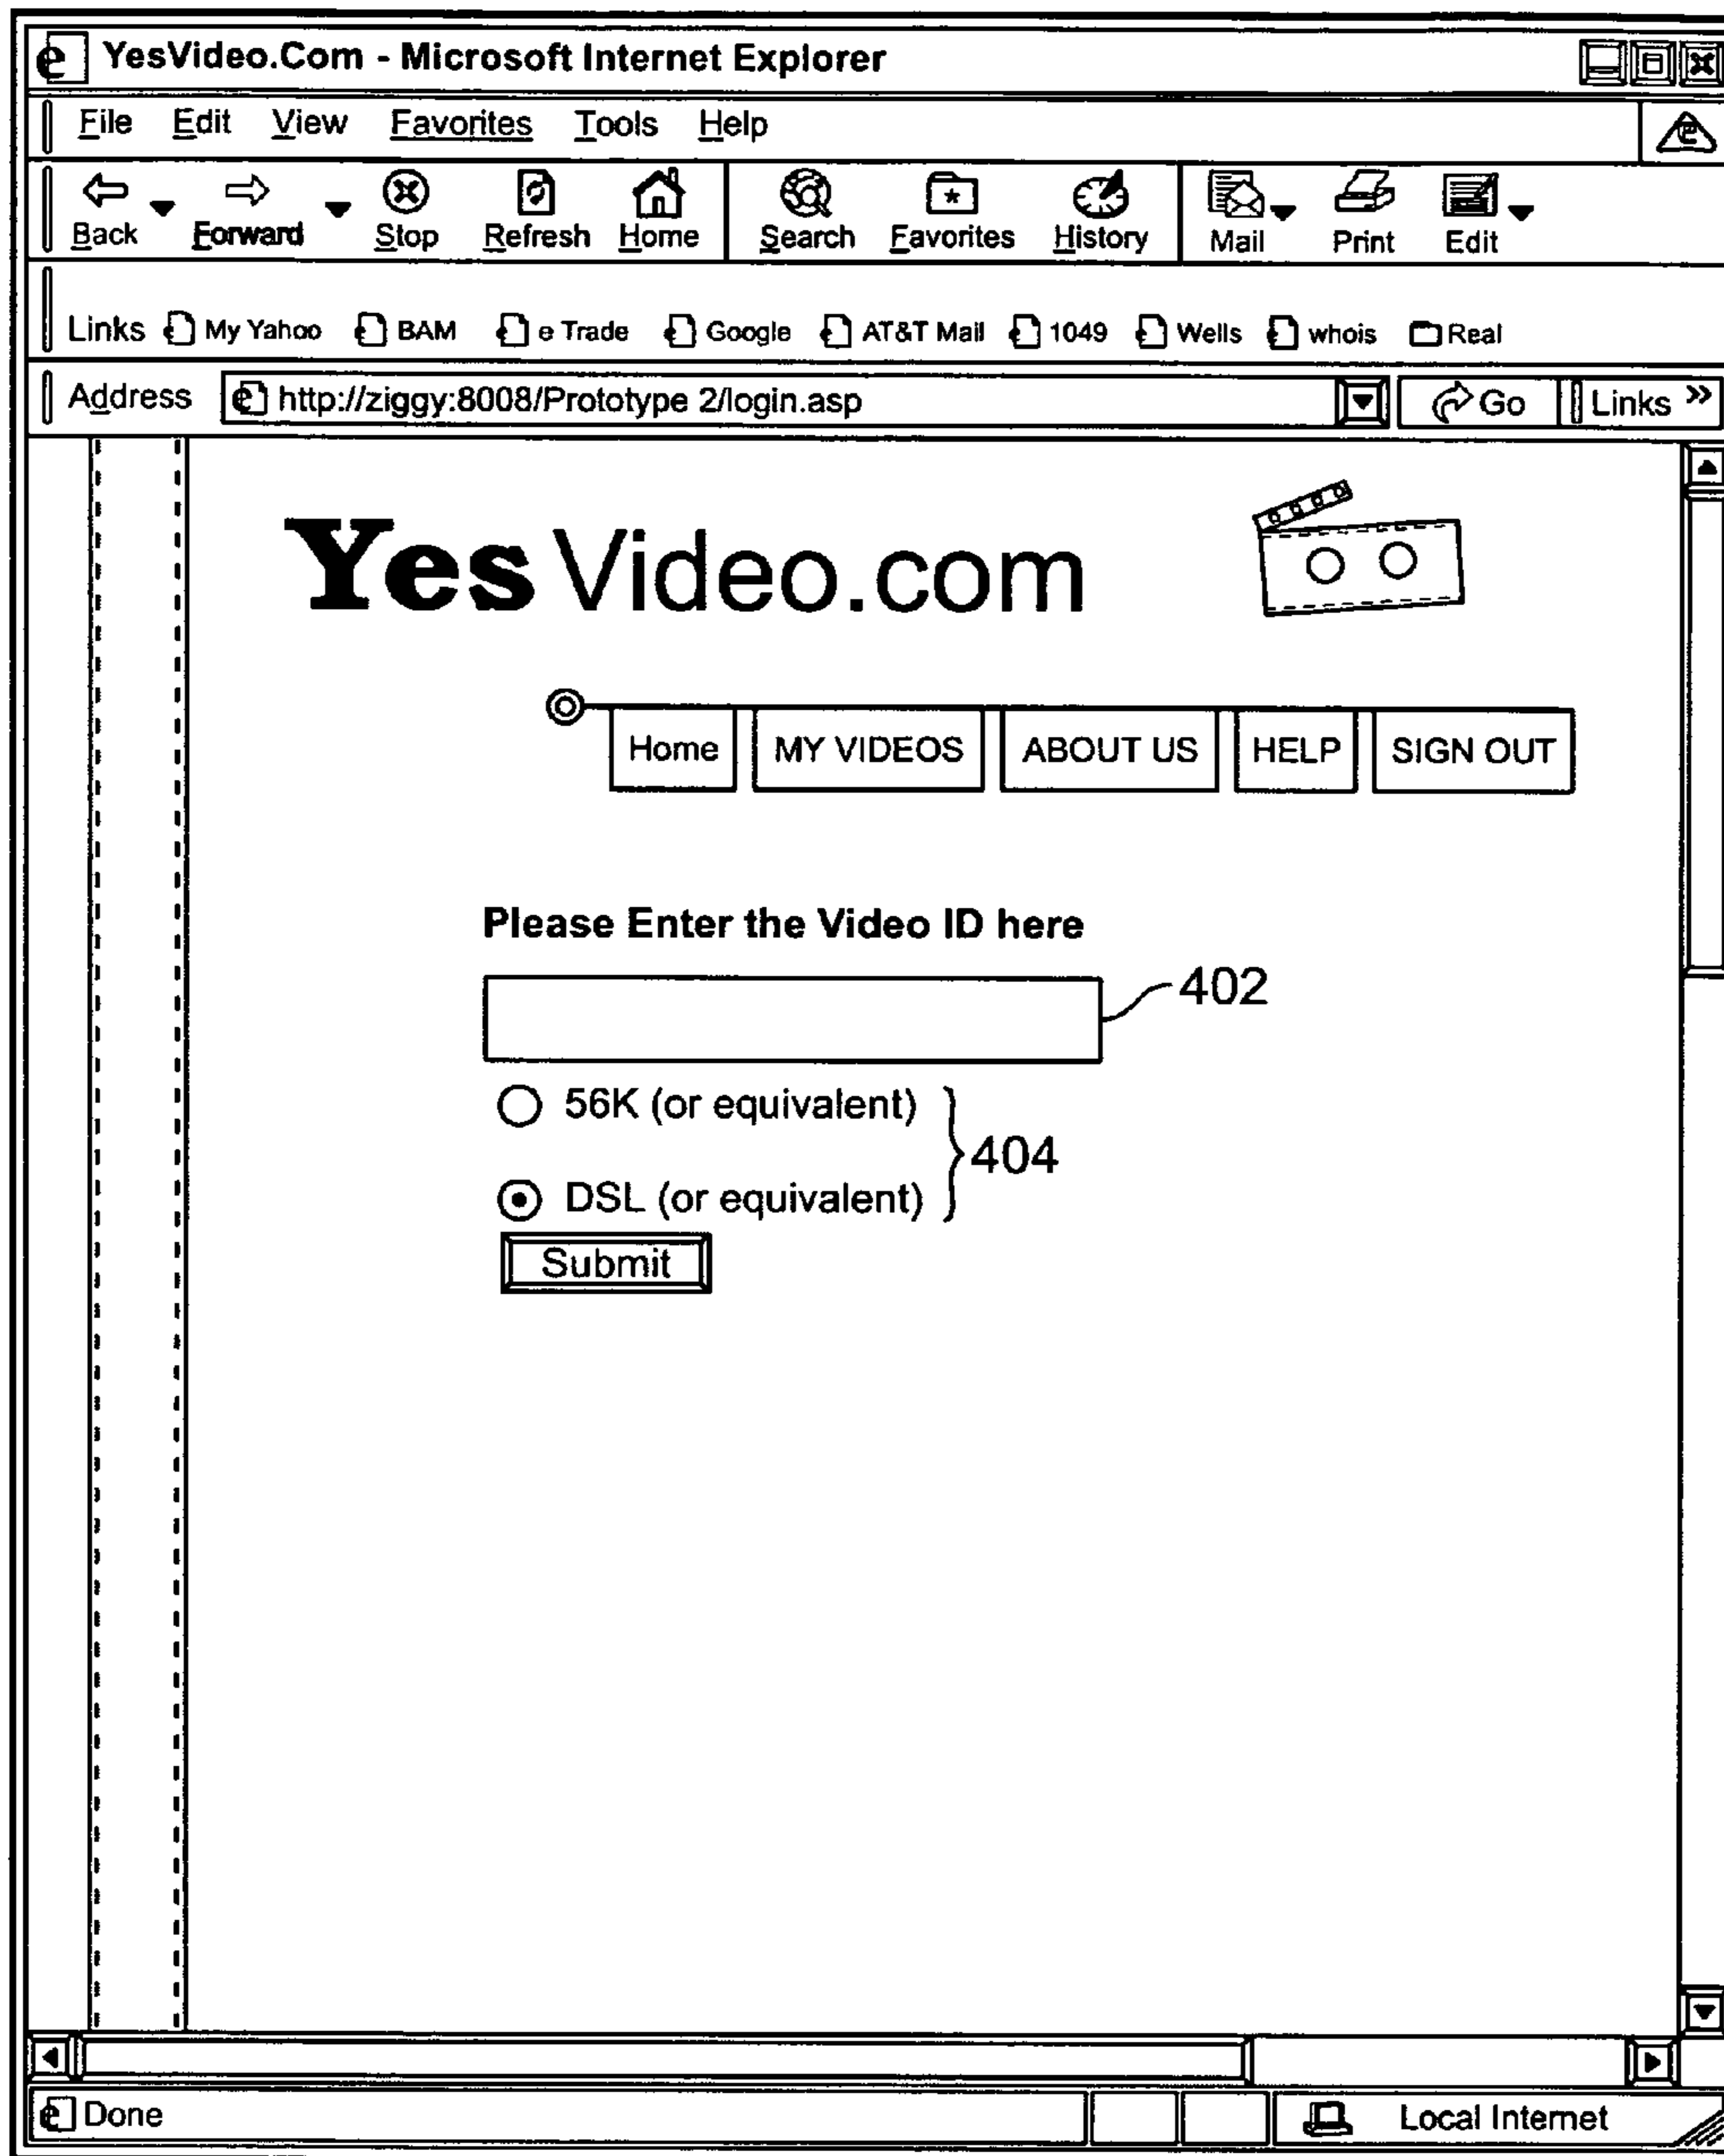 YesVideo.Com - Microsoft Internet Explorer
File Edit View Favorites Tools Help
Back Forward Stop Refresh Home Search Favorites History Mail Print Edit
Links My Yahoo BAM e Trade Google AT&T Mail 1049 Wells whois Real
Address http://ziggy:8008/Prototype 2/login.asp Go Links »
Yes Video.com
Home MY VIDEOS ABOUT US HELP SIGN OUT
Please Enter the Video ID here
402
56K (or equivalent)
404
DSL (or equivalent)
Submit
Done Local Internet